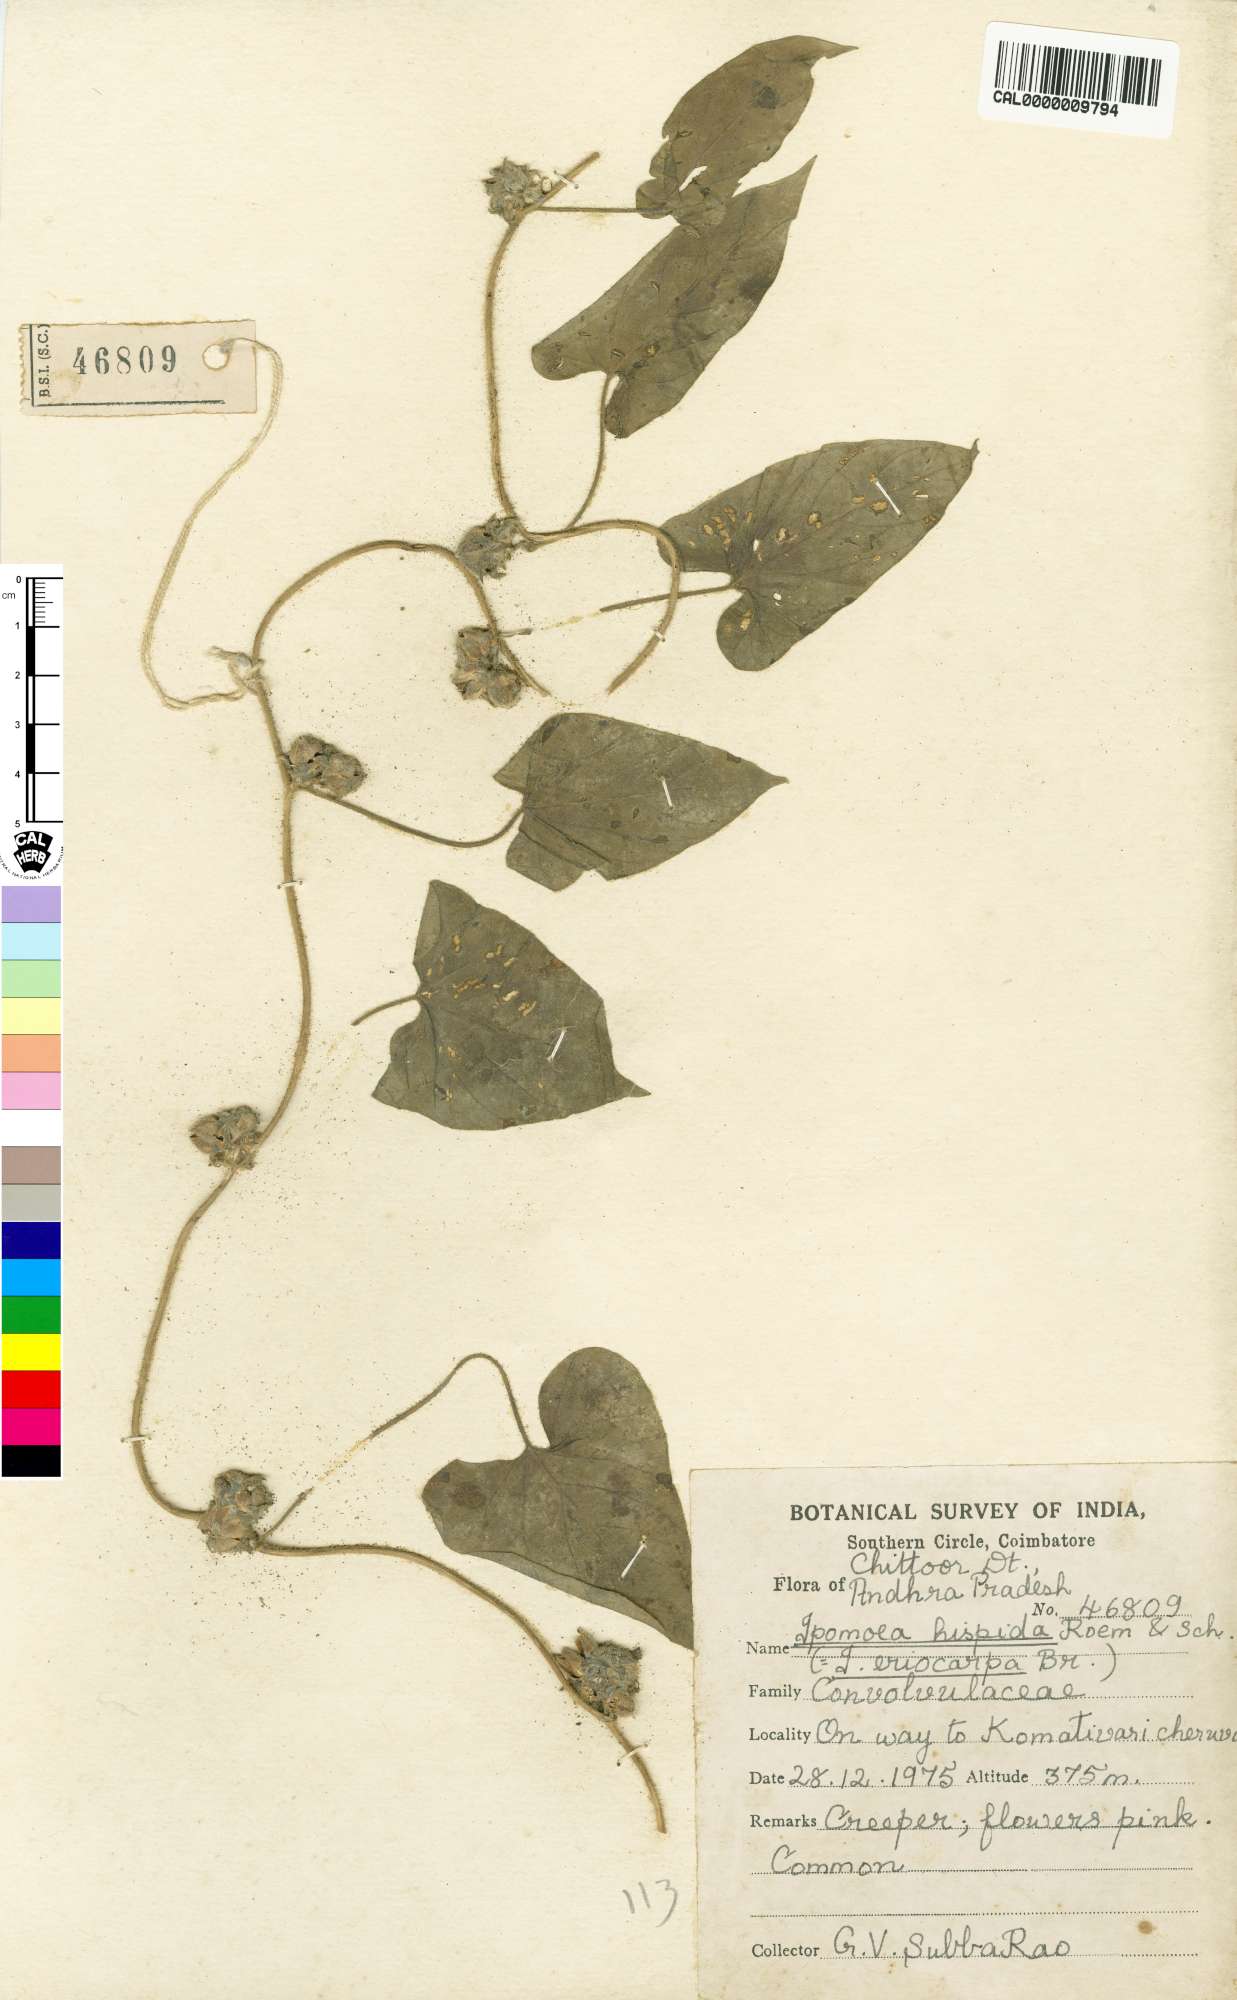 CAL0000009794
B.S.I. (S.C.)
46809
0
cm
1
2
3
4
5
CAL
HERB
BOTANICAL SURVEY OF INDIA,
Southern Circle, Coimbatore
Chittoor Dt.,
Flora of Andhra Pradesh
No. 46809
Name Ipomoea hispida Roem & Sch.
(= I. eriocarpa Br.)
Family Convolvulaceae
Locality On way to Komativari
Date 28.12.1975 Altitude 375m.
Remarks Creeper; flowers pink.
Common
Collector G.V. SubbaRao
113